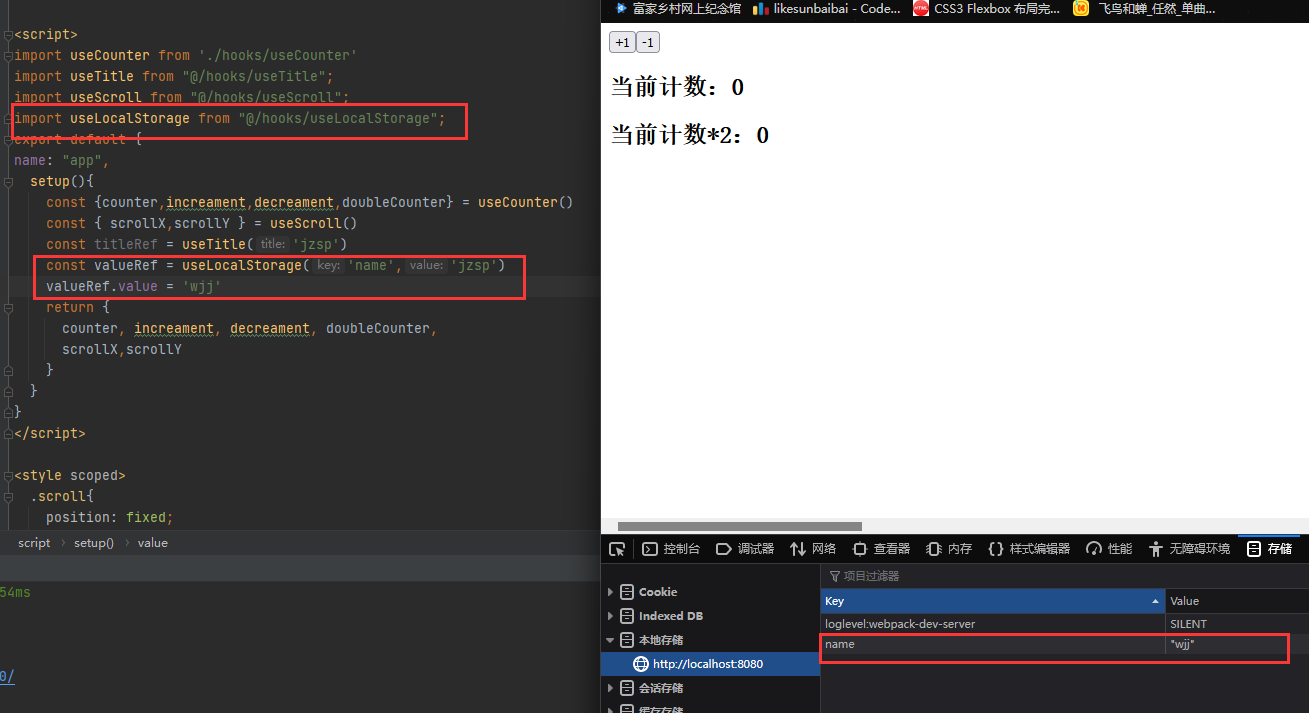 <script>
import useCounter from './hooks/useCounter'
import useTitle from "@/hooks/useTitle";
import useScroll from "@/hooks/useScroll";
import useLocalStorage from "@/hooks/useLocalStorage";
export default {
name: "app",
setup(){
const {counter,increament,decreament,doubleCounter} = useCounter()
const { scrollX,scrollY } = useScroll()
const titleRef = useTitle( title: 'jzsp')
const valueRef = useLocalStorage( key: 'name', value: 'jzsp')
valueRef.value = 'wjj'
return {
counter, increament, decreament, doubleCounter,
scrollX,scrollY
}
}
}
</script>
<style scoped>
.scroll{
position: fixed;
script › setup() › value
54ms
0/
富家乡村网上纪念馆 likesunbaibai - Code... CSS3 Flexbox 布局完... 飞鸟和蝉_任然_单曲...
+1 -1
当前计数：0
当前计数*2：0
控制台 调试器 网络 查看器 内存 样式编辑器 性能 无障碍环境 存储
项目过滤器
Cookie
Indexed DB
本地存储
http://localhost:8080
会话存储
缓存存储
Key Value
loglevel:webpack-dev-server SILENT
name "wjj"